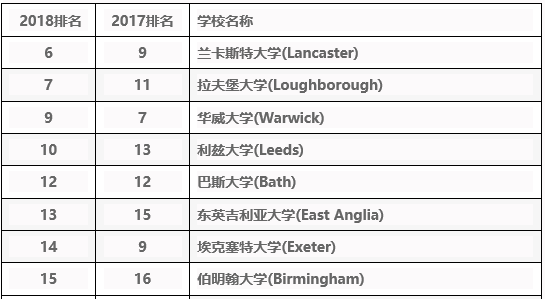 2018排名 2017排名 学校名称
6 9 兰卡斯特大学(Lancaster)
7 11 拉夫堡大学(Loughborough)
9 7 华威大学(Warwick)
10 13 利兹大学(Leeds)
12 12 巴斯大学(Bath)
13 15 东英吉利亚大学(East Anglia)
14 9 埃克塞特大学(Exeter)
15 16 伯明翰大学(Birmingham)